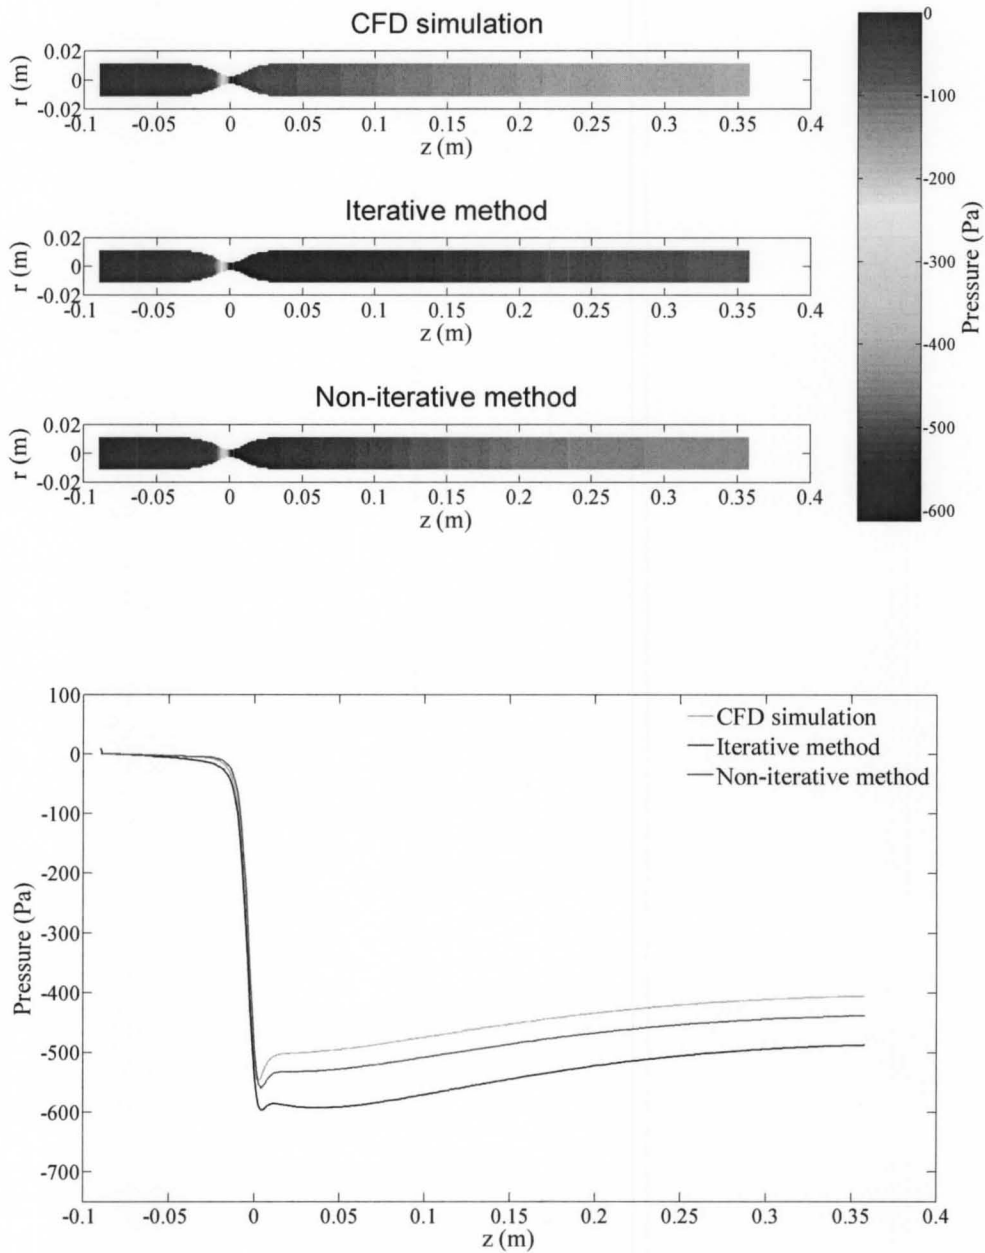 CFD simulation
0.02
0
-0.02
r (m)
-0.1 -0.05 0 0.05 0.1 0.15 0.2 0.25 0.3 0.35 0.4
z (m)
Iterative method
0.02
0
-0.02
r (m)
-0.1 -0.05 0 0.05 0.1 0.15 0.2 0.25 0.3 0.35 0.4
z (m)
Non-iterative method
0.02
0
-0.02
r (m)
-0.1 -0.05 0 0.05 0.1 0.15 0.2 0.25 0.3 0.35 0.4
z (m)
0
-100
-200
-300
-400
-500
-600
Pressure (Pa)
100
0
-100
-200
-300
-400
-500
-600
-700
Pressure (Pa)
CFD simulation
Iterative method
Non-iterative method
-0.1 -0.05 0 0.05 0.1 0.15 0.2 0.25 0.3 0.35 0.4
z (m)